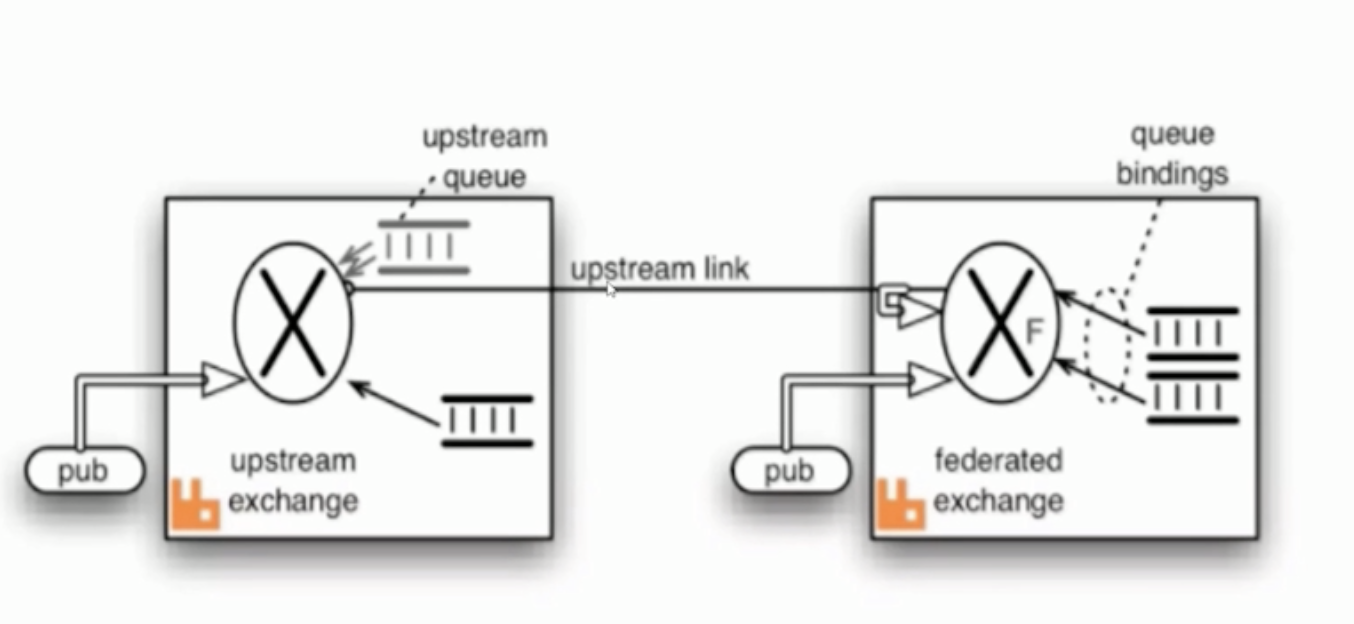 upstream
queue
queue
bindings
upstream link
F
pub
upstream
exchange
pub
federated
exchange